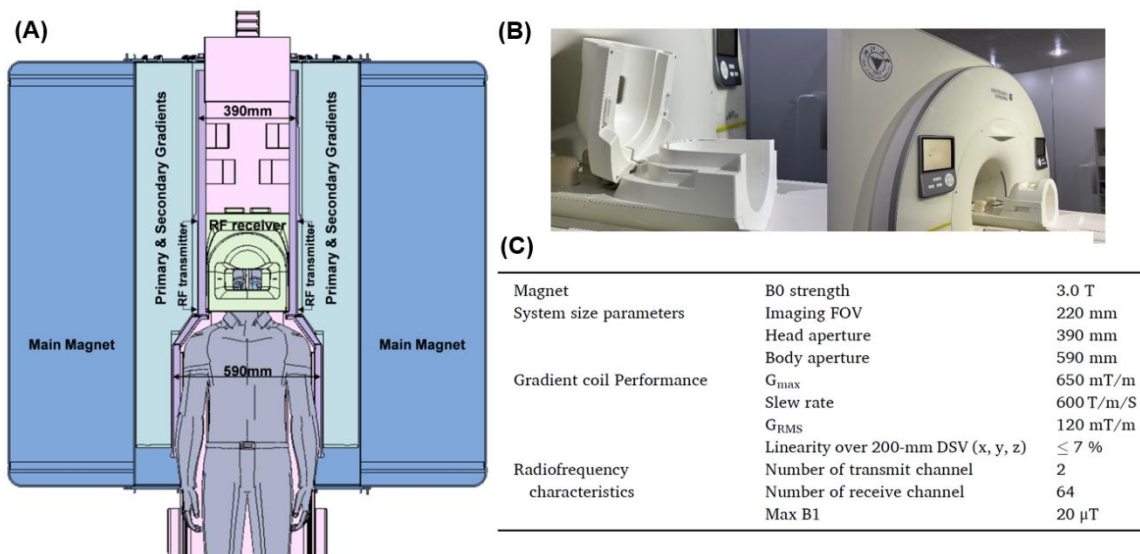 (A)
390mm
Primary & Secondary Gradients
RF transmitter
RF receiver
RF transmitter
Primary & Secondary Gradients
Main Magnet
Main Magnet
590mm
(B)
(C)
Magnet B0 strength 3.0 T
System size parameters Imaging FOV 220 mm
Head aperture 390 mm
Body aperture 590 mm
Gradient coil Performance Gmax 650 mT/m
Slew rate 600 T/m/S
GRMS 120 mT/m
Linearity over 200-mm DSV (x, y, z) ≤ 7 %
Radiofrequency Number of transmit channel 2
characteristics Number of receive channel 64
Max B1 20 μT